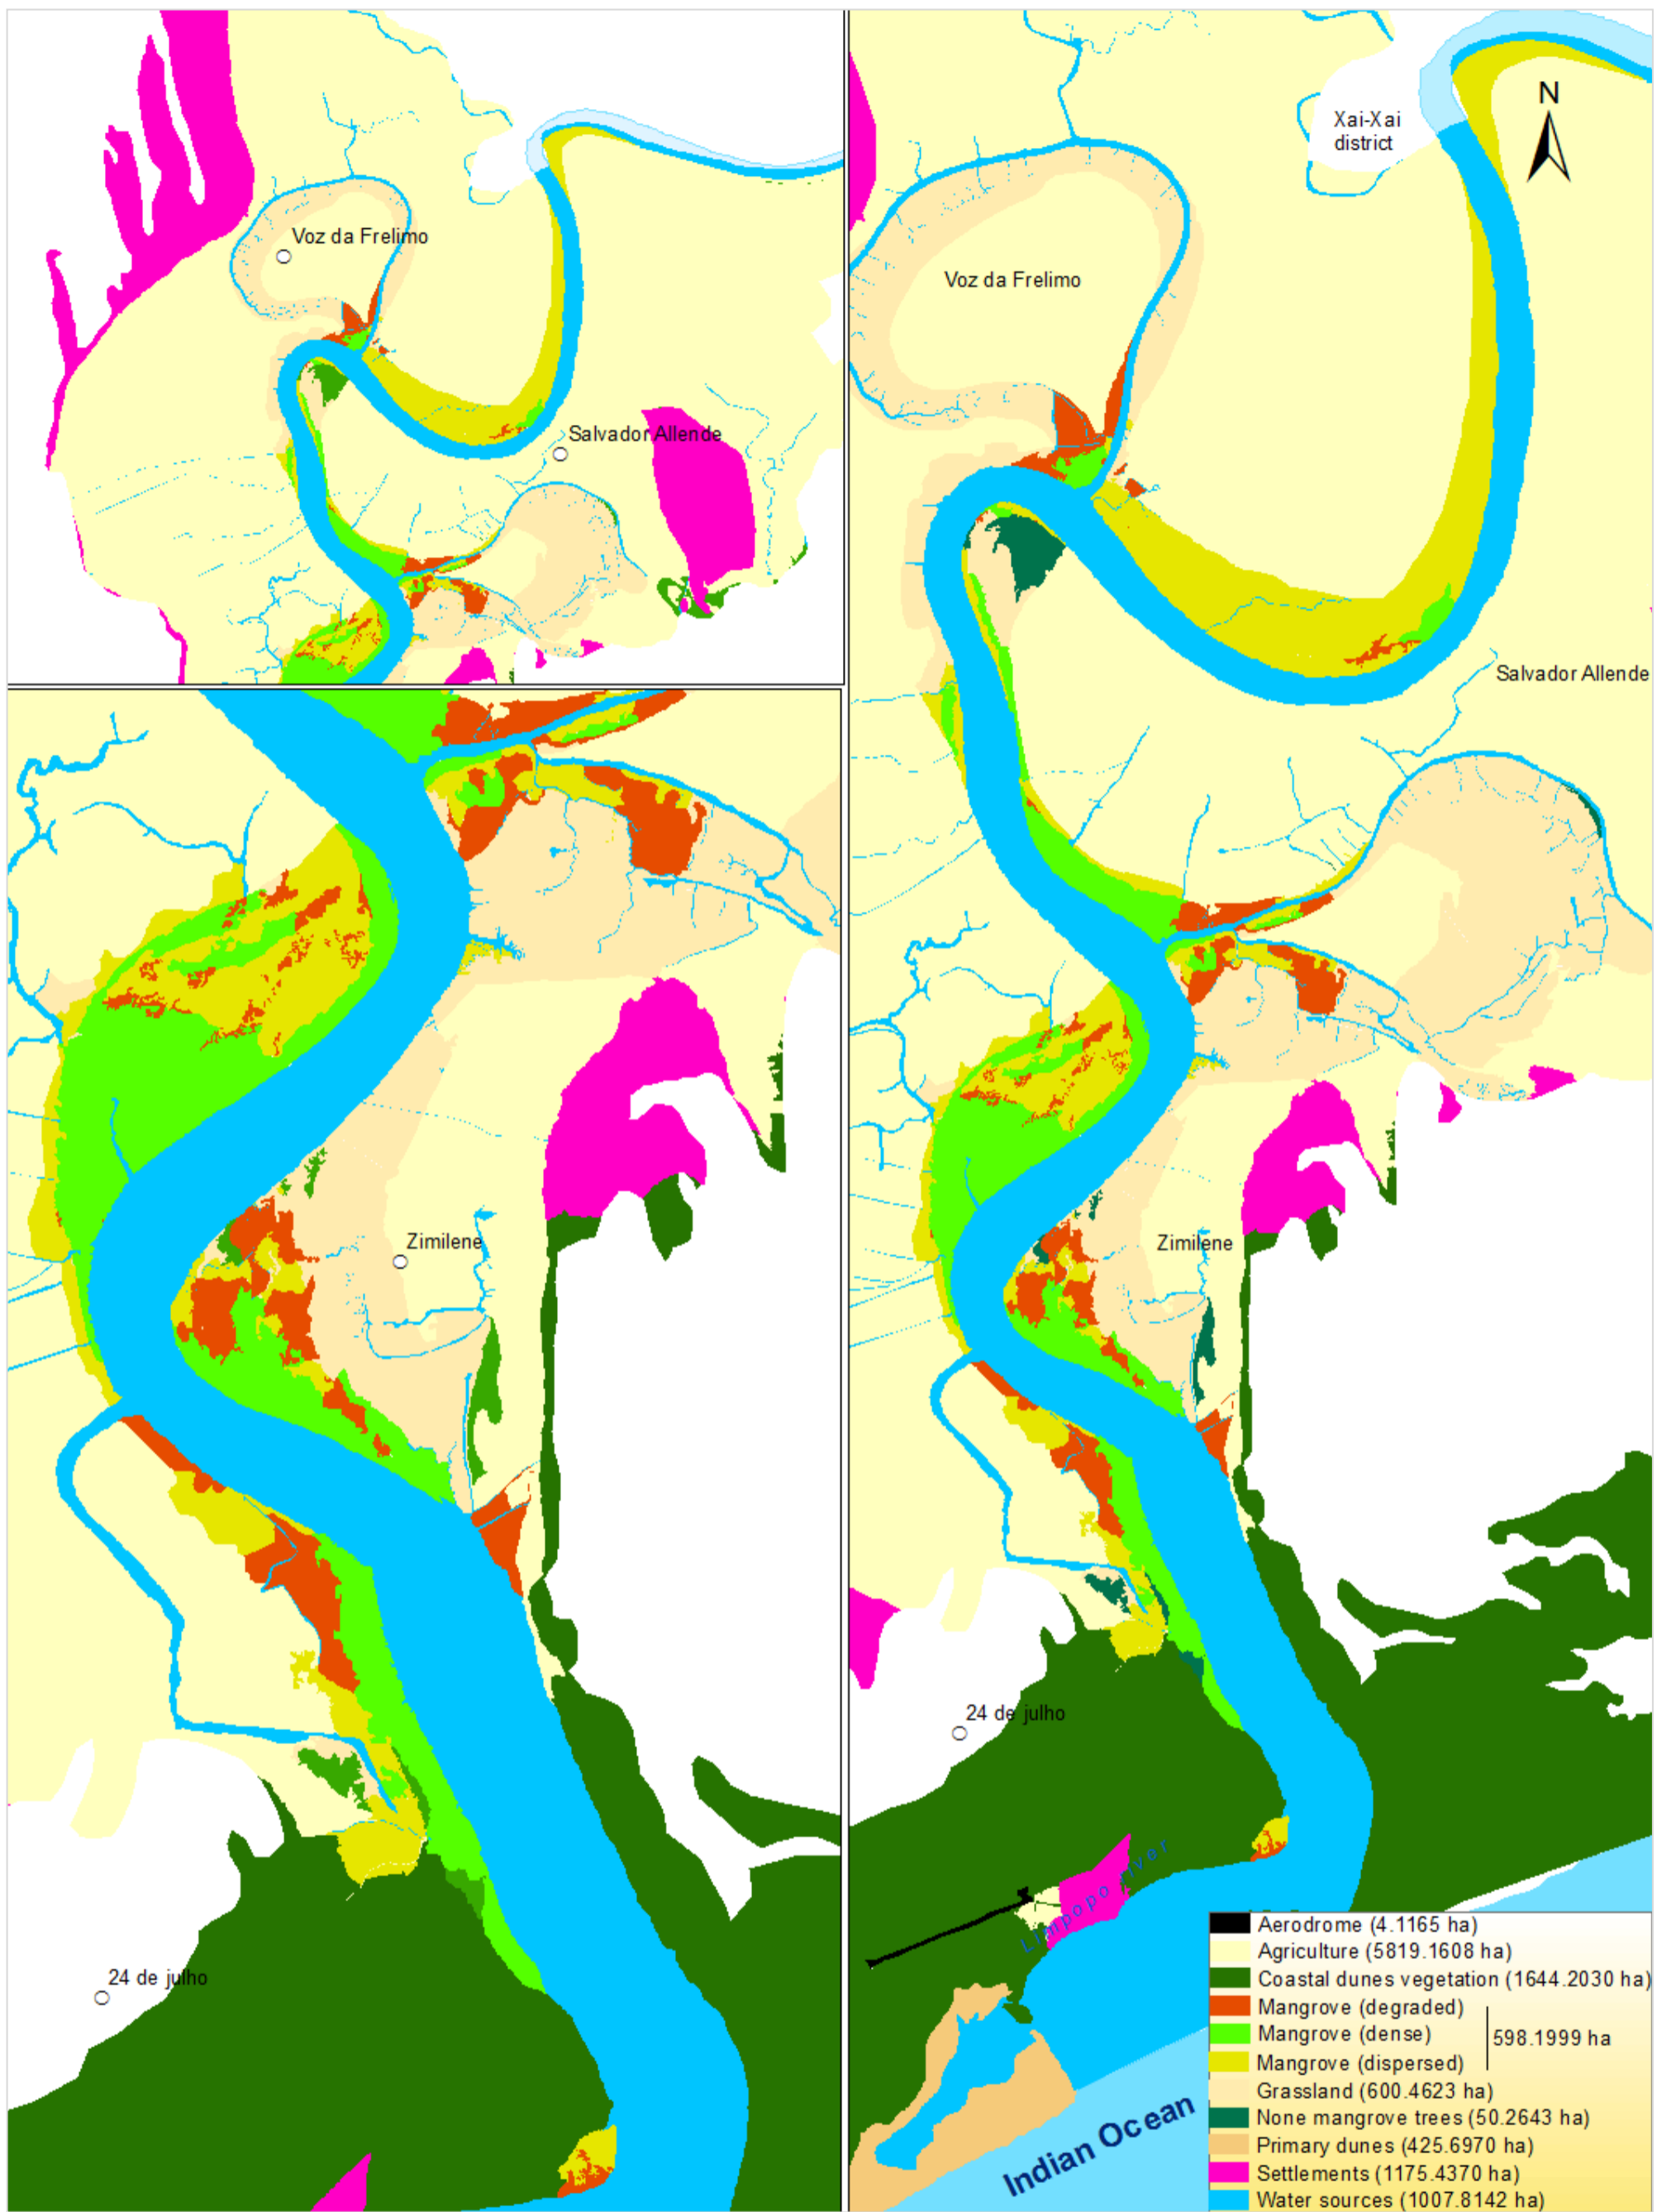 Voz da Frelimo
Salvador Allende
Zimilene
24 de julho
N
Xai-Xai
district
Voz da Frelimo
Salvador Allende
Zimilene
24 de julho
Limpopo river
Indian Ocean
Aerodrome (4.1165 ha)
Agriculture (5819.1608 ha)
Coastal dunes vegetation (1644.2030 ha)
Mangrove (degraded)
Mangrove (dense)
598.1999 ha
Mangrove (dispersed)
Grassland (600.4623 ha)
None mangrove trees (50.2643 ha)
Primary dunes (425.6970 ha)
Settlements (1175.4370 ha)
Water sources (1007.8142 ha)